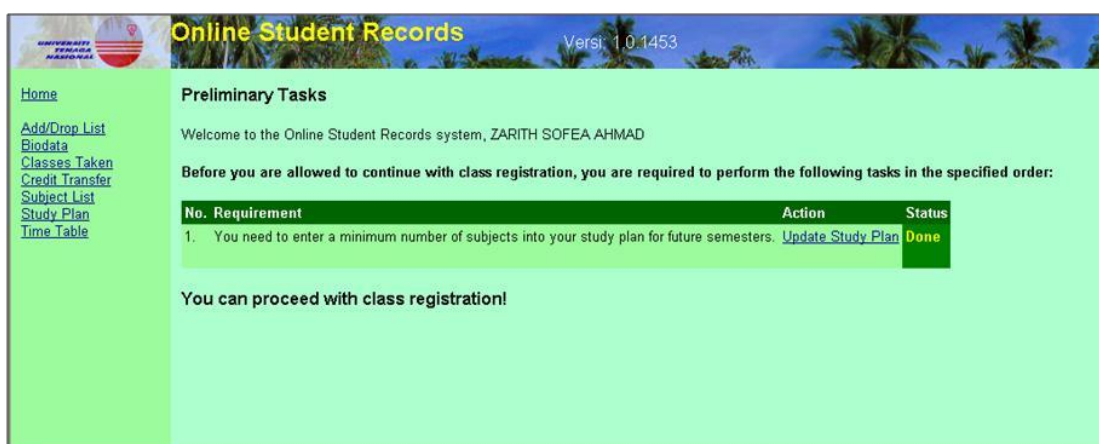 UNIVERSITI
TENAGA
NASIONAL
Online Student Records
Versi: 1.0.1453
Home
Add/Drop List
Biodata
Classes Taken
Credit Transfer
Subject List
Study Plan
Time Table
Preliminary Tasks
Welcome to the Online Student Records system, ZARITH SOFEA AHMAD
Before you are allowed to continue with class registration, you are required to perform the following tasks in the specified order:
No. Requirement Action Status
1. You need to enter a minimum number of subjects into your study plan for future semesters. Update Study Plan Done
You can proceed with class registration!